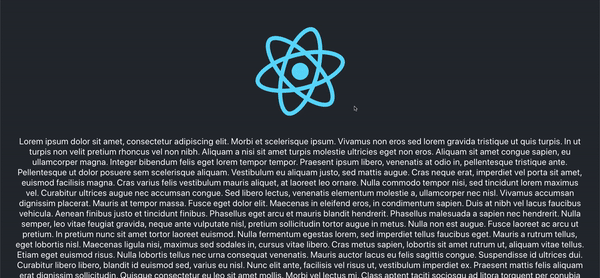 Lorem ipsum dolor sit amet, consectetur adipiscing elit. Morbi et scelerisque ipsum. Vivamus non eros sed lorem gravida tristique ut quis turpis. In ut
turpis non velit pretium rhoncus vel non nibh. Aliquam a nisi sit amet turpis molestie ultricies eget non eros. Aliquam sit amet congue sapien, eu
ullamcorper magna. Integer bibendum felis eget lorem tempor tempor. Praesent ipsum libero, venenatis at odio in, pellentesque tristique ante.
Pellentesque ut dolor posuere sem scelerisque aliquam. Vestibulum eu aliquam justo, sed mattis augue. Cras neque erat, imperdiet vel porta sit amet,
euismod facilisis magna. Cras varius felis vestibulum mauris aliquet, at laoreet leo ornare. Nulla commodo tempor nisi, sed tincidunt lorem maximus
vel. Curabitur ultrices augue nec accumsan congue. Sed libero lectus, venenatis elementum molestie a, ullamcorper nec nisl. Vivamus accumsan
dignissim placerat. Mauris at tempor massa. Fusce eget dolor elit. Maecenas in eleifend eros, in condimentum sapien. Duis at nibh vel lacus faucibus
vehicula. Aenean finibus justo et tincidunt finibus. Phasellus eget arcu et mauris blandit hendrerit. Phasellus malesuada a sapien nec hendrerit. Nulla
semper, leo vitae feugiat gravida, neque ante vulputate nisl, pretium sollicitudin tortor augue in metus. Nulla non est augue. Fusce laoreet ac arcu ut
pretium. In pretium nunc sit amet tortor laoreet euismod. Nulla fermentum egestas lorem, sed imperdiet tellus faucibus eget. Mauris a rutrum tellus,
eget lobortis nisl. Maecenas ligula nisi, maximus sed sodales in, cursus vitae libero. Cras metus sapien, lobortis sit amet rutrum ut, aliquam vitae tellus.
Etiam eget euismod risus. Nulla lobortis tellus nec urna consequat venenatis. Mauris auctor lacus eu felis sagittis congue. Suspendisse id ultrices dui.
Curabitur libero libero, blandit id euismod sed, varius eu nisl. Nunc elit ante, facilisis vel risus ut, vestibulum imperdiet ex. Praesent mattis felis aliquam
erat dignissim, nec lobortis mi cursus. Morbi eu lectus mi. Class aptent taciti sociosqu ad litora torquent per conubia